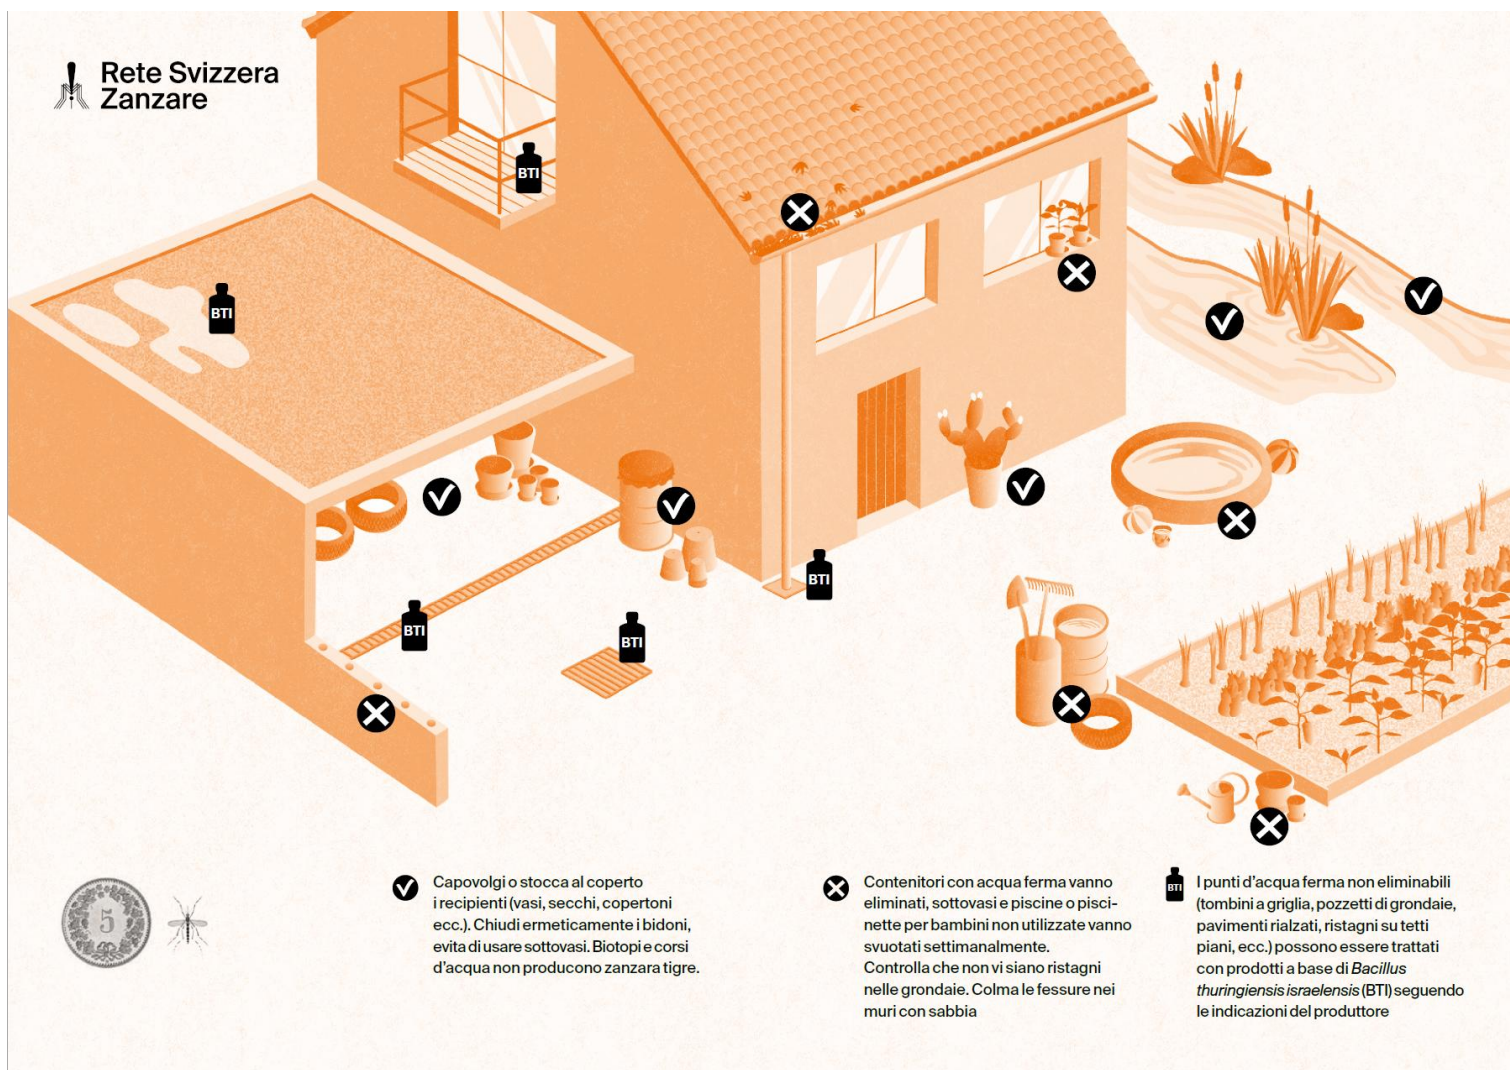 Rete Svizzera
Zanzare
BTI
BTI
BTI
BTI
BTI
5
Capovolgi o stocca al coperto
i recipienti (vasi, secchi, copertoni
ecc.). Chiudi ermeticamente i bidoni,
evita di usare sottovasi. Biotopi e corsi
d'acqua non producono zanzara tigre.
Contenitori con acqua ferma vanno
eliminati, sottovasi e piscine o pisci-
nette per bambini non utilizzate vanno
svuotati settimanalmente.
Controlla che non vi siano ristagni
nelle grondaie. Colma le fessure nei
muri con sabbia
BTI
I punti d'acqua ferma non eliminabili
(tombini a griglia, pozzetti di grondaie,
pavimenti rialzati, ristagni su tetti
piani, ecc.) possono essere trattati
con prodotti a base di Bacillus
thuringiensis israelensis (BTI) seguendo
le indicazioni del produttore